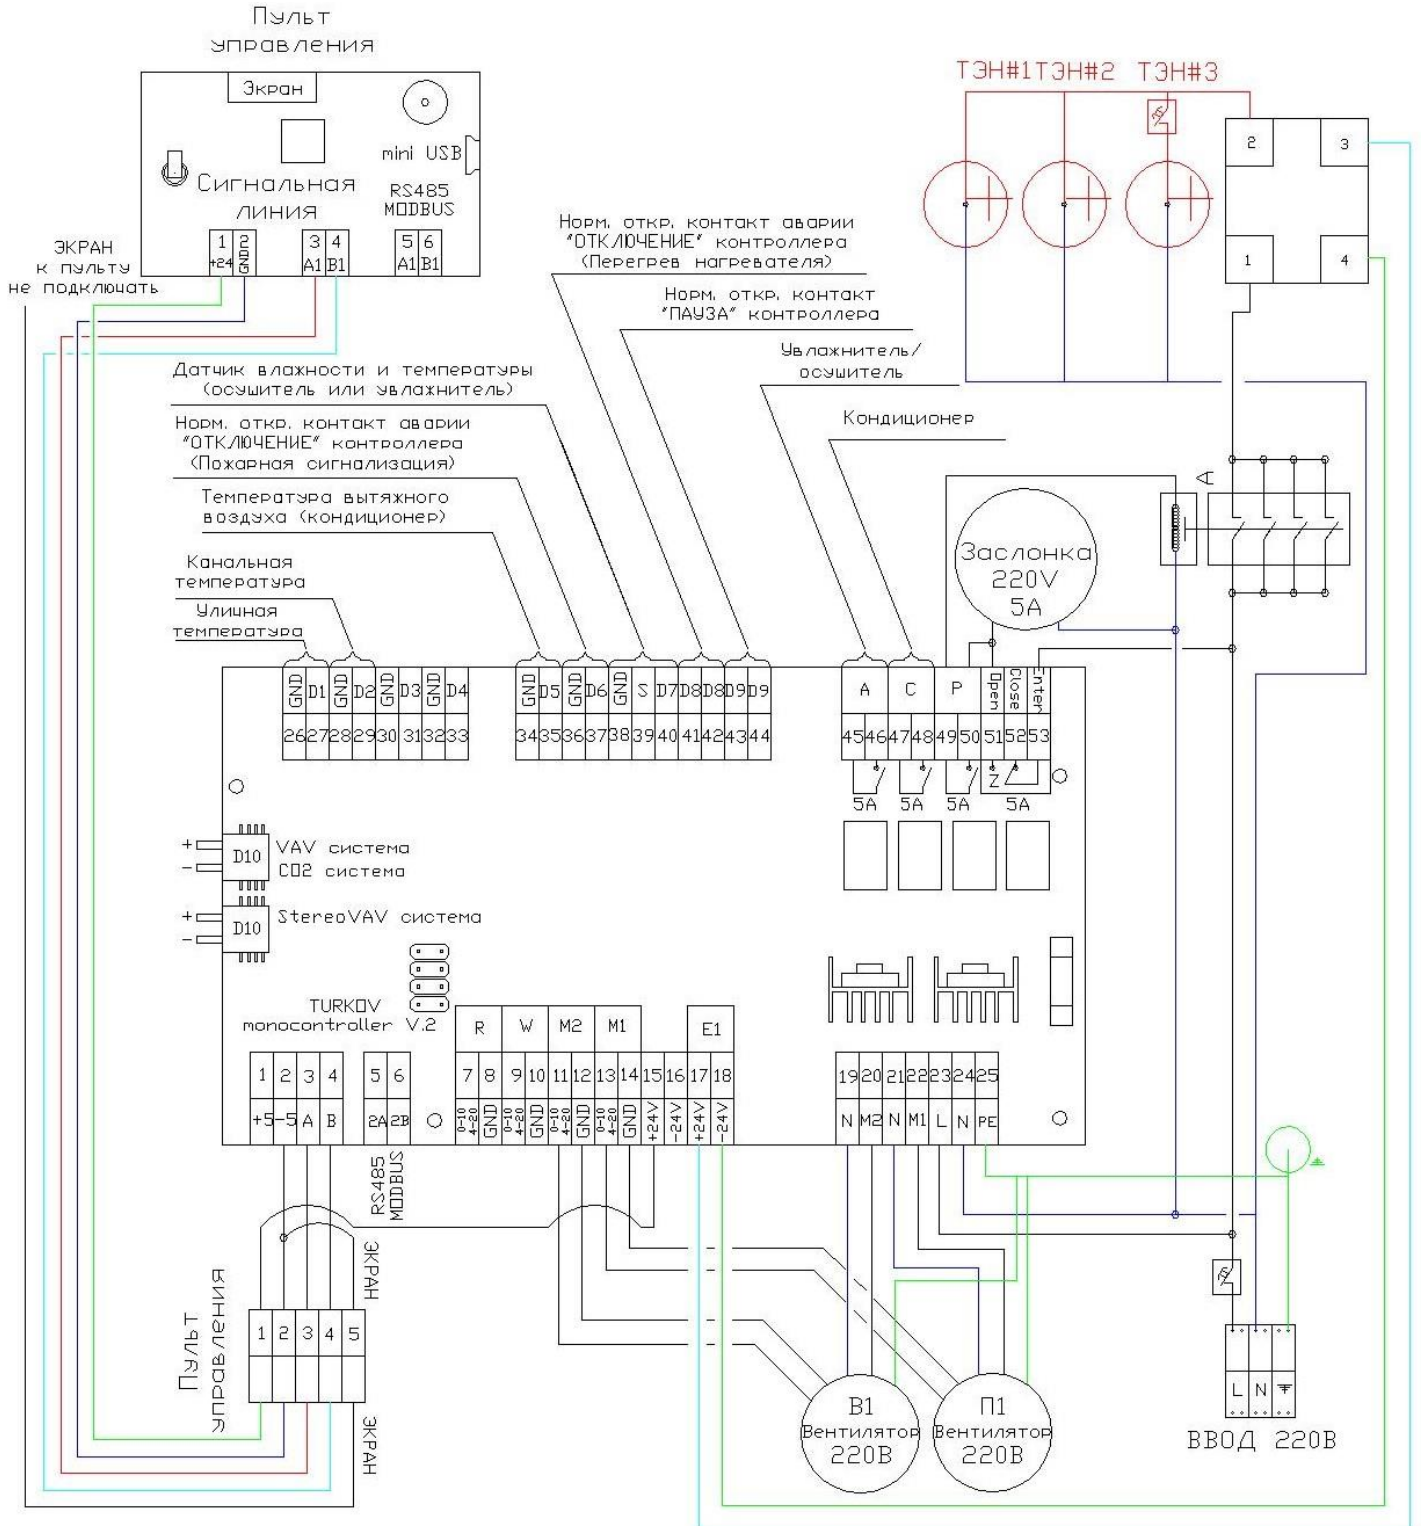 Пульт
управления
Экран
mini USB
Сигнальная
линия
RS485
MODBUS
1 2 3 4 5 6
+24 GND A1 B1 A1 B1
ЭКРАН
к пульту
не подключать
ТЭН#1 ТЭН#2 ТЭН#3
2 3
1 4
Норм. откр. контакт аварии
"ОТКЛЮЧЕНИЕ" контроллера
(Перегрев нагревателя)
Норм. откр. контакт
"ПАУЗА" контроллера
Увлажнитель/
осушитель
Кондиционер
Датчик влажности и температуры
(осушитель или увлажнитель)
Норм. откр. контакт аварии
"ОТКЛЮЧЕНИЕ" контроллера
(Пожарная сигнализация)
Температура вытяжного
воздуха (кондиционер)
Канальная
температура
Уличная
температура
A
Заслонка
220V
5A
GND D1 GND D2 GND D3 GND D4
26 27 28 29 30 31 32 33
GND D5 GND D6 GND S D7 D8 D8 D9 D9
34 35 36 37 38 39 40 41 42 43 44
A C P Open Close Enter
45 46 47 48 49 50 51 52 53
Z
5A 5A 5A 5A
+
-
D10
VAV система
CO2 система
+
-
D10
StereoVAV система
TURKOV
monocontroller V.2
R W M2 M1 E1
1 2 3 4 5 6 7 8 9 10 11 12 13 14 15 16 17 18
+5 -5 A B 2A 2B 0-10 4-20 GND 0-10 4-20 GND 0-10 4-20 GND 0-10 4-20 GND +24V -24V +24V -24V
19 20 21 22 23 24 25
N M2 N M1 L N PE
RS485
MODBUS
ЭКРАН
Пульт
управления
1 2 3 4 5
ЭКРАН
В1
Вентилятор
220В
П1
Вентилятор
220В
L N
ВВОД 220В